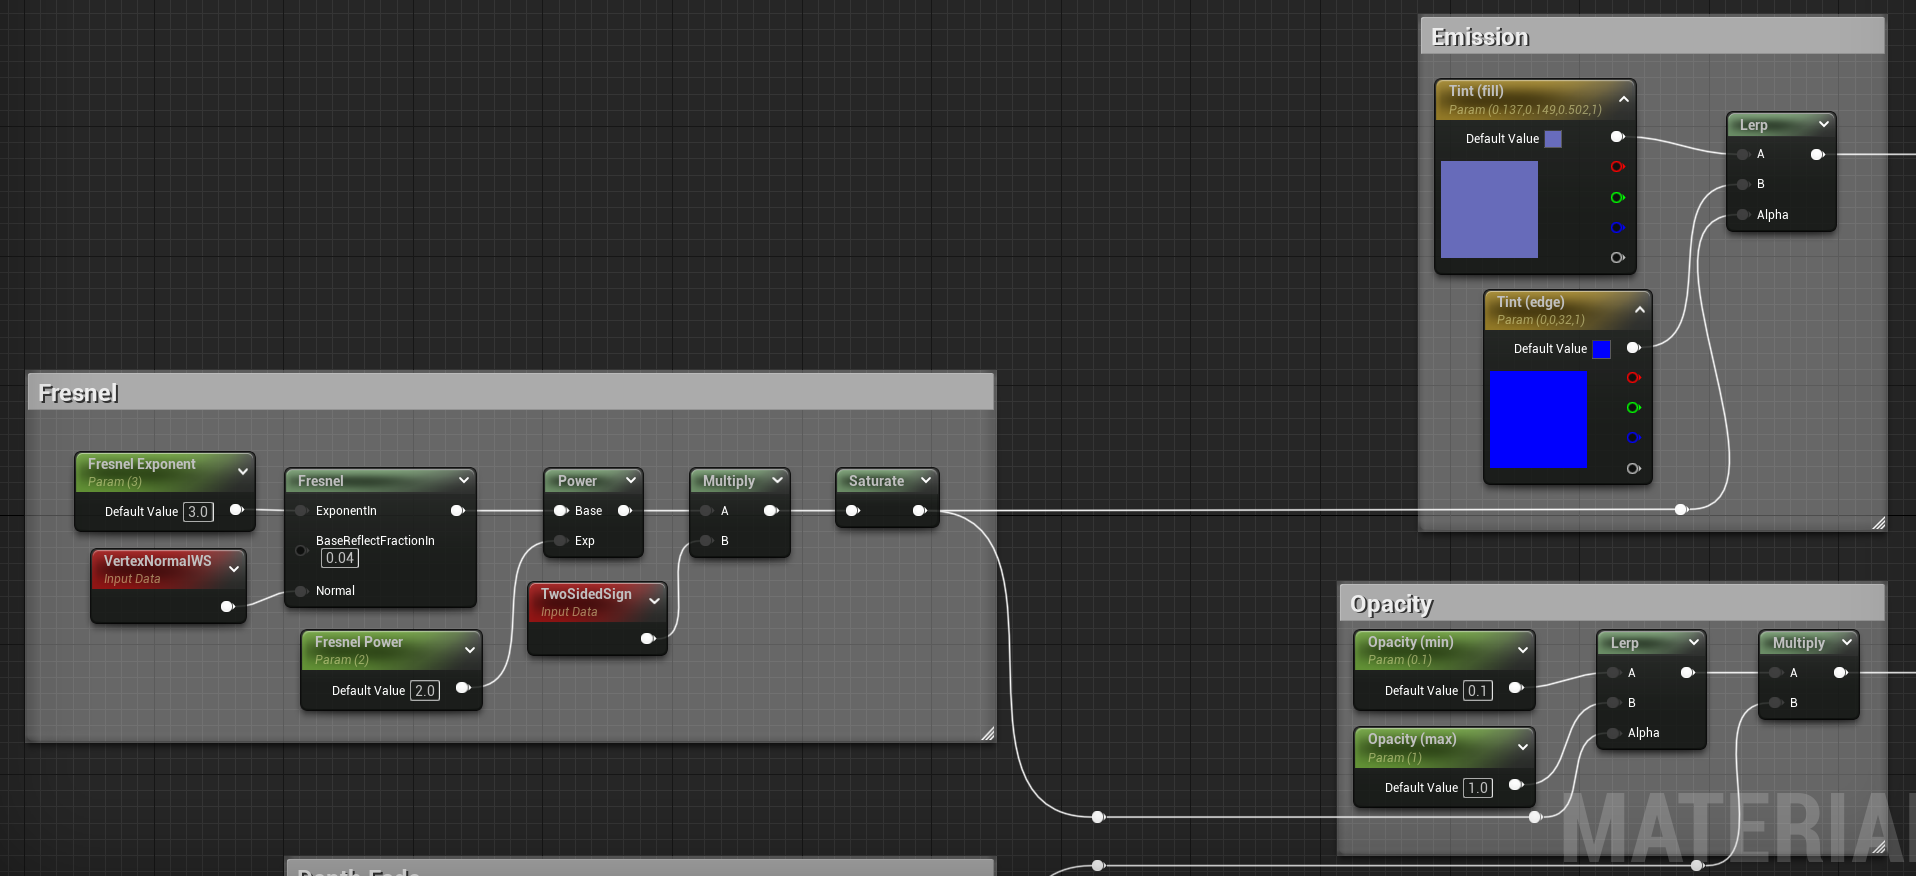 Emission
Tint (fill)
Param (0.137,0.149,0.502,1)
Default Value
Lerp
A
B
Alpha
Tint (edge)
Param (0,0,32,1)
Default Value
Fresnel
Fresnel Exponent
Param (3)
Default Value 3.0
Fresnel
ExponentIn
BaseReflectFractionIn
0.04
Normal
VertexNormalWS
Input Data
Fresnel Power
Param (2)
Default Value 2.0
Power
Base
Exp
TwoSidedSign
Input Data
Multiply
A
B
Saturate
Opacity
Opacity (min)
Param (0.1)
Default Value 0.1
Opacity (max)
Param (1)
Default Value 1.0
Lerp
A
B
Alpha
Multiply
A
B
MATERIA
Depth Fade